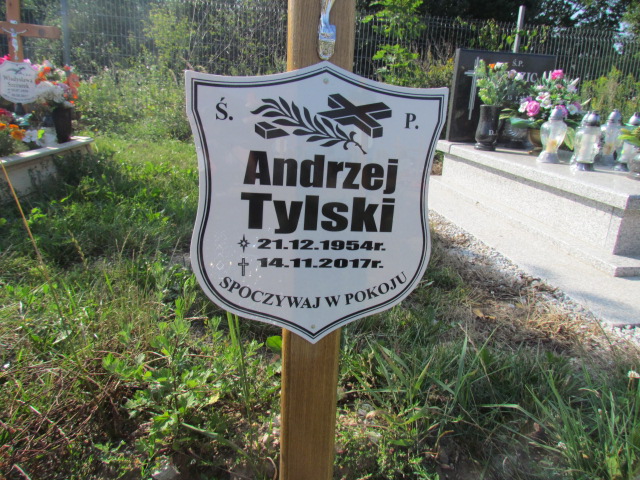 Ś. P.
Andrzej
Tylski
21.12.1954r.
14.11.2017r.
SPOCZYWAJ W POKOJU
Ś.P.